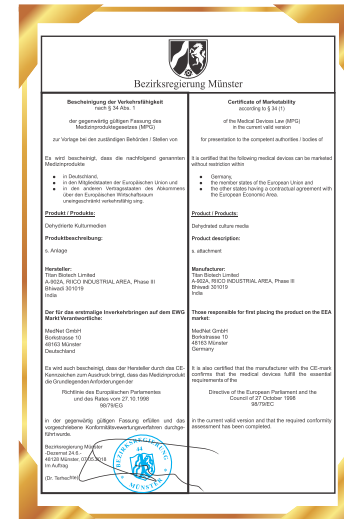 Bezirksregierung Münster
Bescheinigung der Verkehrsfähigkeit
nach § 34 Abs. 1
der gegenwärtig gültigen Fassung des
Medizinproduktegesetzes (MPG)
zur Vorlage bei den zuständigen Behörden / Stellen von
Es wird bescheinigt, dass die nachfolgend genannten
Medizinprodukte
in Deutschland,
in den Mitgliedstaaten der Europäischen Union und
in den anderen Vertragsstaaten des Abkommens
über den Europäischen Wirtschaftsraum
uneingeschränkt verkehrsfähig sing.
Produkt / Produkte:
Dehydrierte Kulturmedien
Produktbeschreibung:
s. Anlage
Hersteller:
Titan Biotech Limited
A-902A, RIICO INDUSTRIAL AREA, Phase III
Bhiwadi 301019
India
Der für das erstmalige Inverkehrbringen auf dem EWG
Markt Verantwortliche:
MedNet GmbH
Borkstrasse 10
48163 Münster
Deutschland
Es wird auch bescheinigt, dass der Hersteller durch das CE-
Kennzeichen zum Ausdruck bringt, dass das Medizinprodukt
die Grundlegenden Anforderungen der
Richtlinie des Europäischen Parlamentes
und des Rates vom 27.10.1998
98/79/EG
in der gegenwärtig gültigen Fassung erfüllen und das
vorgeschriebene Konformitätsvewertungverfahren durchge-
führt wurde.
Bezirksregierung Münster
-Dezernat 24.6.-
48128 Münster, 07.05.2018
Im Auftrag
(Dr. Terhechte)
BEZIRKSREGIERUNG
44
MÜNSTER
Certificate of Marketability
according to § 34 (1)
of the Medical Devices Law (MPG)
in the current valid version
for presentation to the competent authorities / bodies of
It is certified that the following medical devices can be marketed
without restriction within
Germany,
the member states of the European Union and
the other states having a contractual agreement with
the European Economic Area.
Product / Products:
Dehydreted culture media
Product description:
s. attachment
Manufacturer:
Titan Biotech Limited
A-902A, RIICO INDUSTRIAL AREA, Phase III
Bhiwadi 301019
India
Those responsible for first placing the product on the EEA
market:
MedNet GmbH
Borkstrasse 10
48163 Münster
Germany
It is also certified that the manufacturer with the CE-mark
confirms that the medical devices fulfill the essential
requirements of the
Directive of the European Parliament and the
Council of 27 October 1998
98/79/EC
in the current valid version and that the required conformity
assessment has been completed.